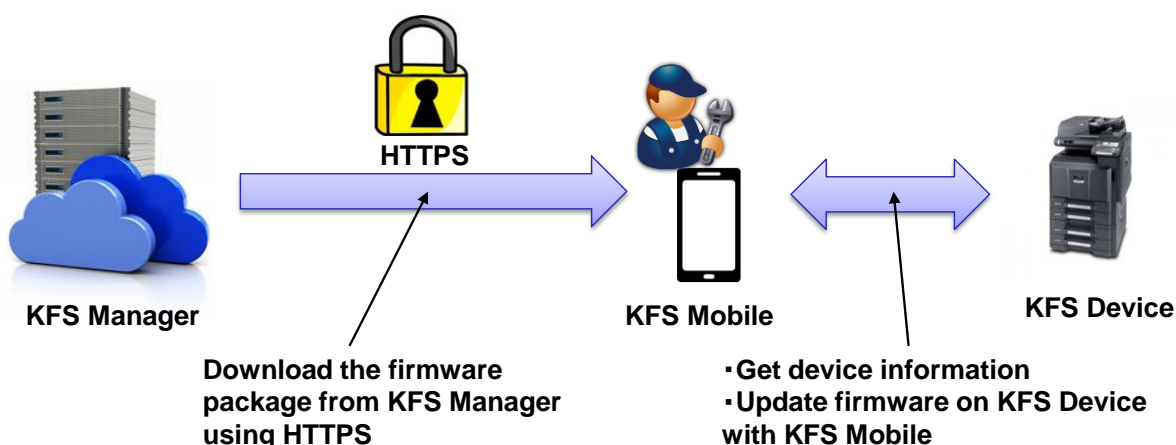 HTTPS
KFS Manager
KFS Mobile
KFS Device
Download the firmware
package from KFS Manager
using HTTPS
・Get device information
・Update firmware on KFS Device
with KFS Mobile